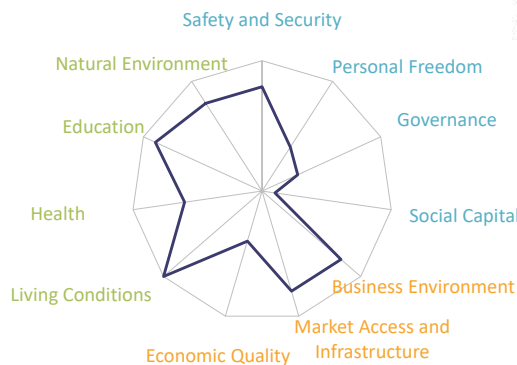 Safety and Security
Natural Environment
Personal Freedom
Education
Governance
Health
Social Capital
Living Conditions
Business Environment
Market Access and
Infrastructure
Economic Quality